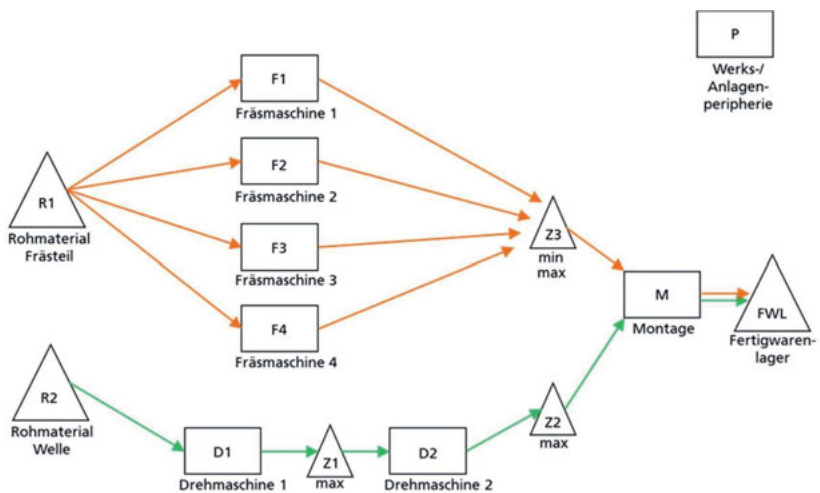 P
Werks-/
Anlagen-
peripherie
F1
Fräsmaschine 1
F2
Fräsmaschine 2
R1
Rohmaterial
Frästeil
F3
Fräsmaschine 3
F4
Fräsmaschine 4
Z3
min
max
M
Montage
FWL
Fertigwaren-
lager
R2
Rohmaterial
Welle
D1
Drehmaschine 1
Z1
max
D2
Drehmaschine 2
Z2
max